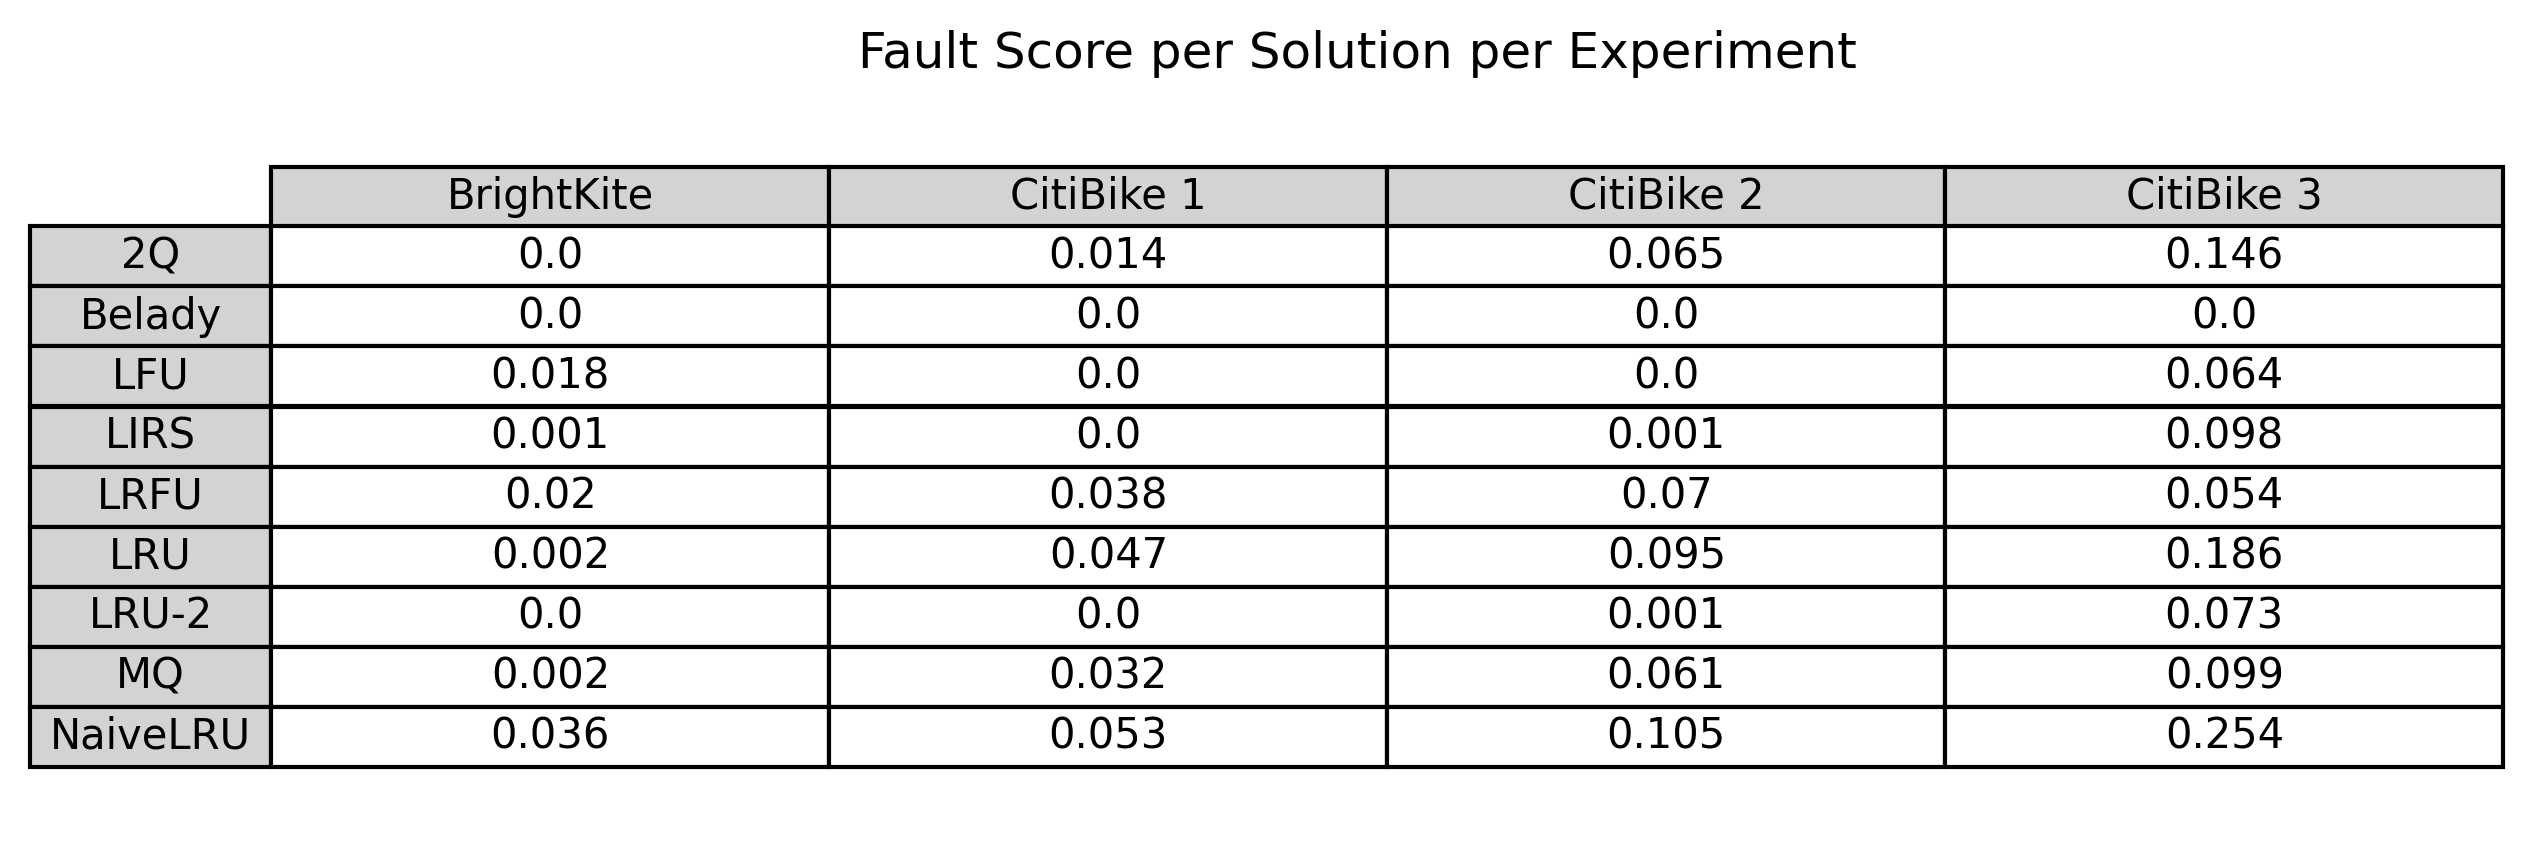 Fault Score per Solution per Experiment
BrightKite CitiBike 1 CitiBike 2 CitiBike 3
2Q 0.0 0.014 0.065 0.146
Belady 0.0 0.0 0.0 0.0
LFU 0.018 0.0 0.0 0.064
LIRS 0.001 0.0 0.001 0.098
LRFU 0.02 0.038 0.07 0.054
LRU 0.002 0.047 0.095 0.186
LRU-2 0.0 0.0 0.001 0.073
MQ 0.002 0.032 0.061 0.099
NaiveLRU 0.036 0.053 0.105 0.254